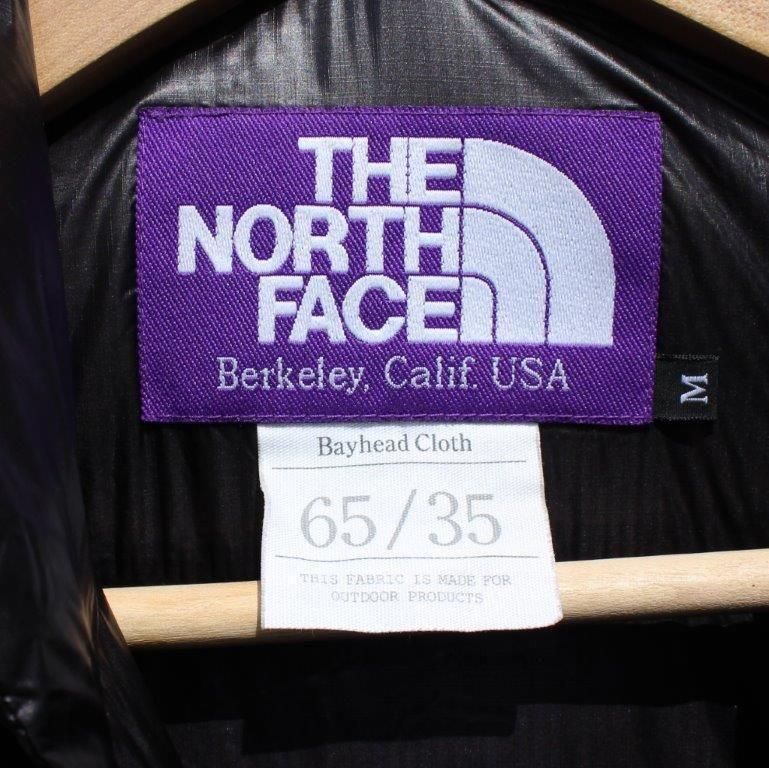 THE
NORTH
FACE
Berkeley, Calif. USA
M
Bayhead Cloth
65/35
THIS FABRIC IS MADE FOR
OUTDOOR PRODUCTS